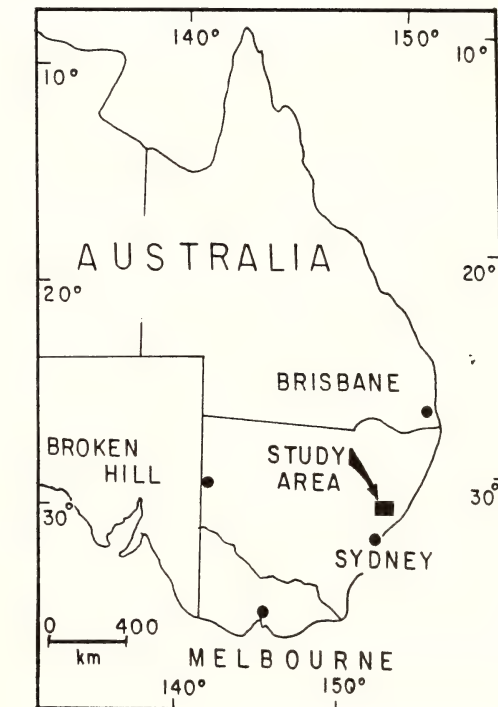 140° 150°
10° 10°
AUSTRALIA
20° 20°
BRISBANE
BROKEN
HILL
STUDY
AREA
30° 30°
SYDNEY
0 400
km
MELBOURNE
140° 150°